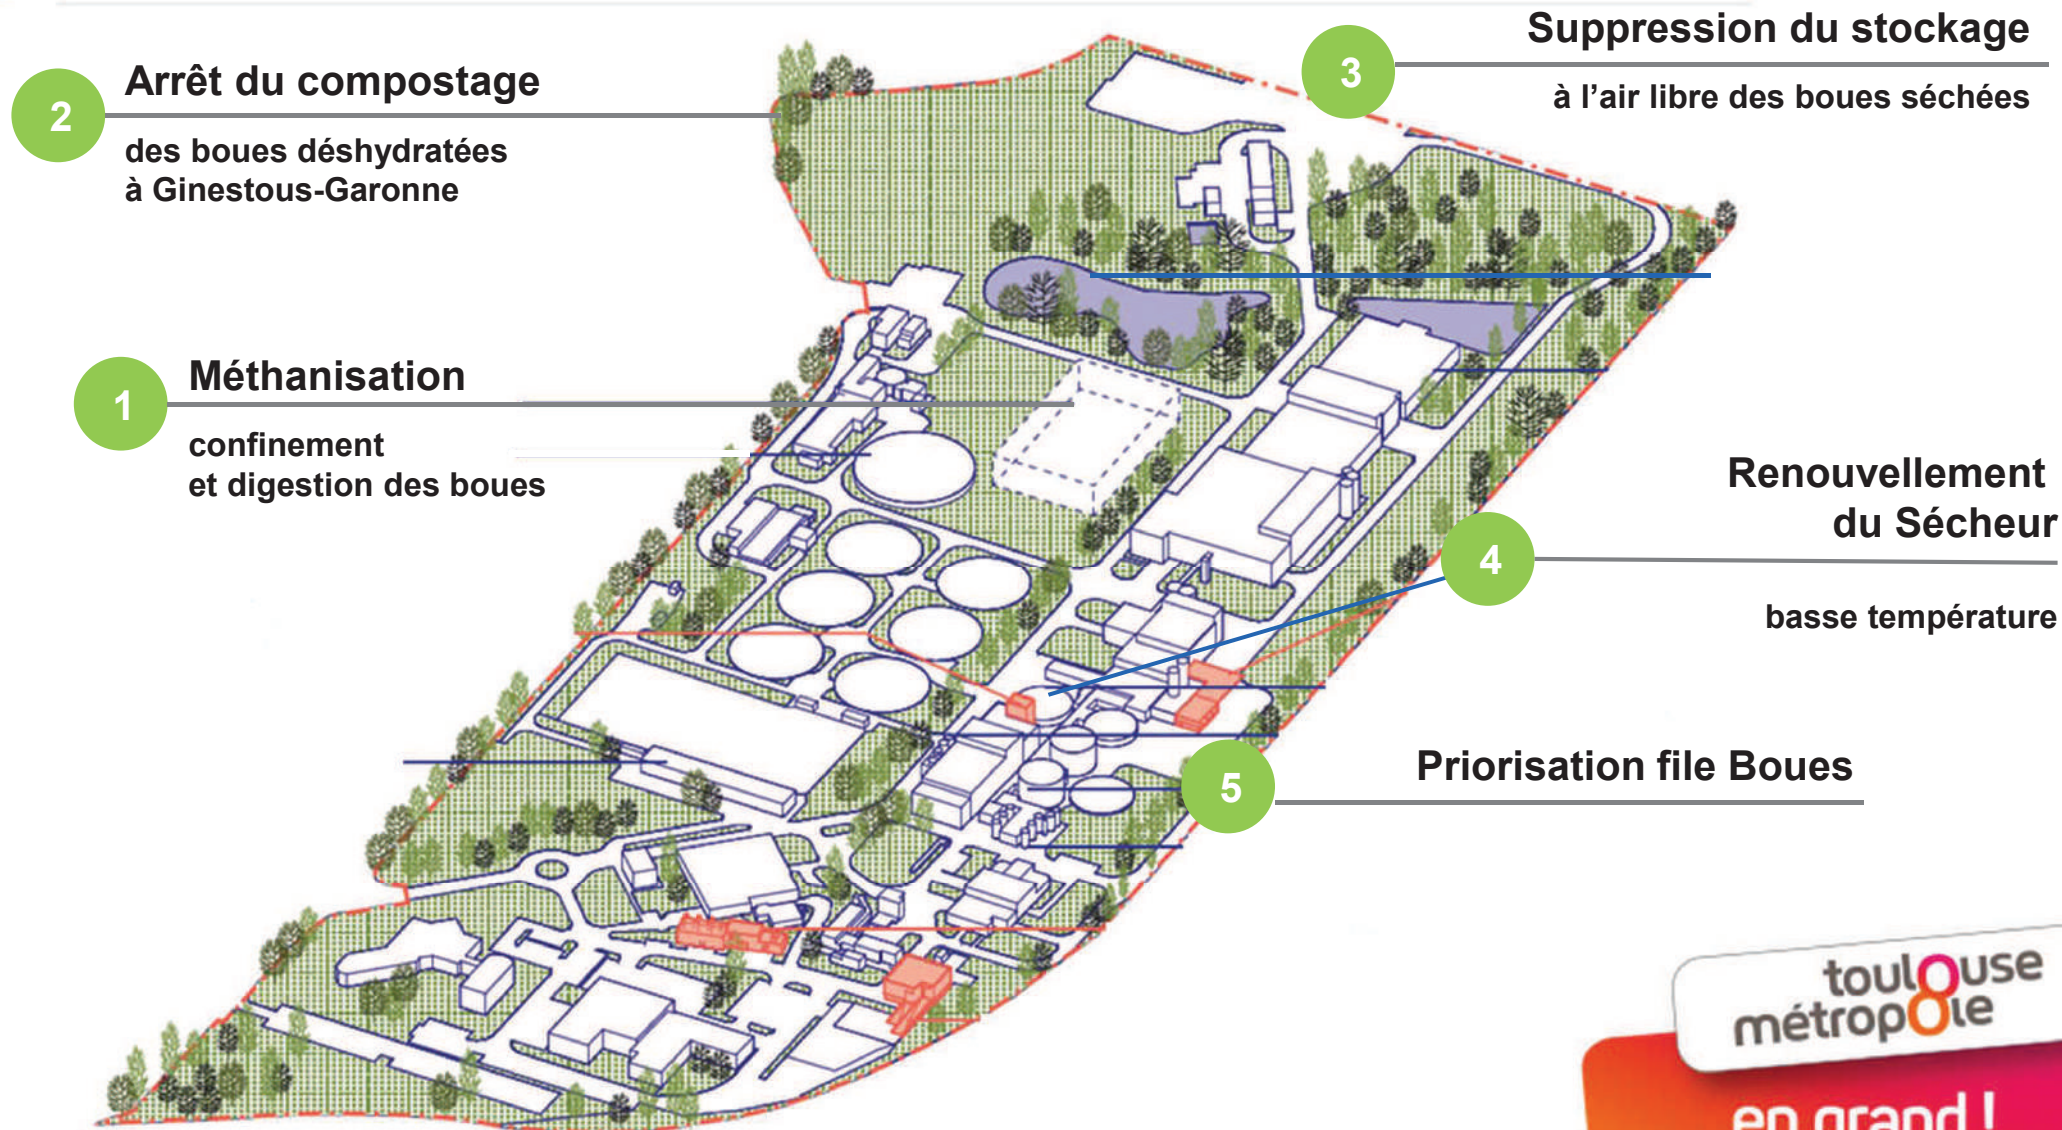 3
Suppression du stockage
à l'air libre des boues séchées
2
Arrêt du compostage
des boues déshydratées
à Ginestous-Garonne
1
Méthanisation
confinement
et digestion des boues
4
Renouvellement
du Sécheur
basse température
5
Priorisation file Boues
toulouse
métropole
en grand !